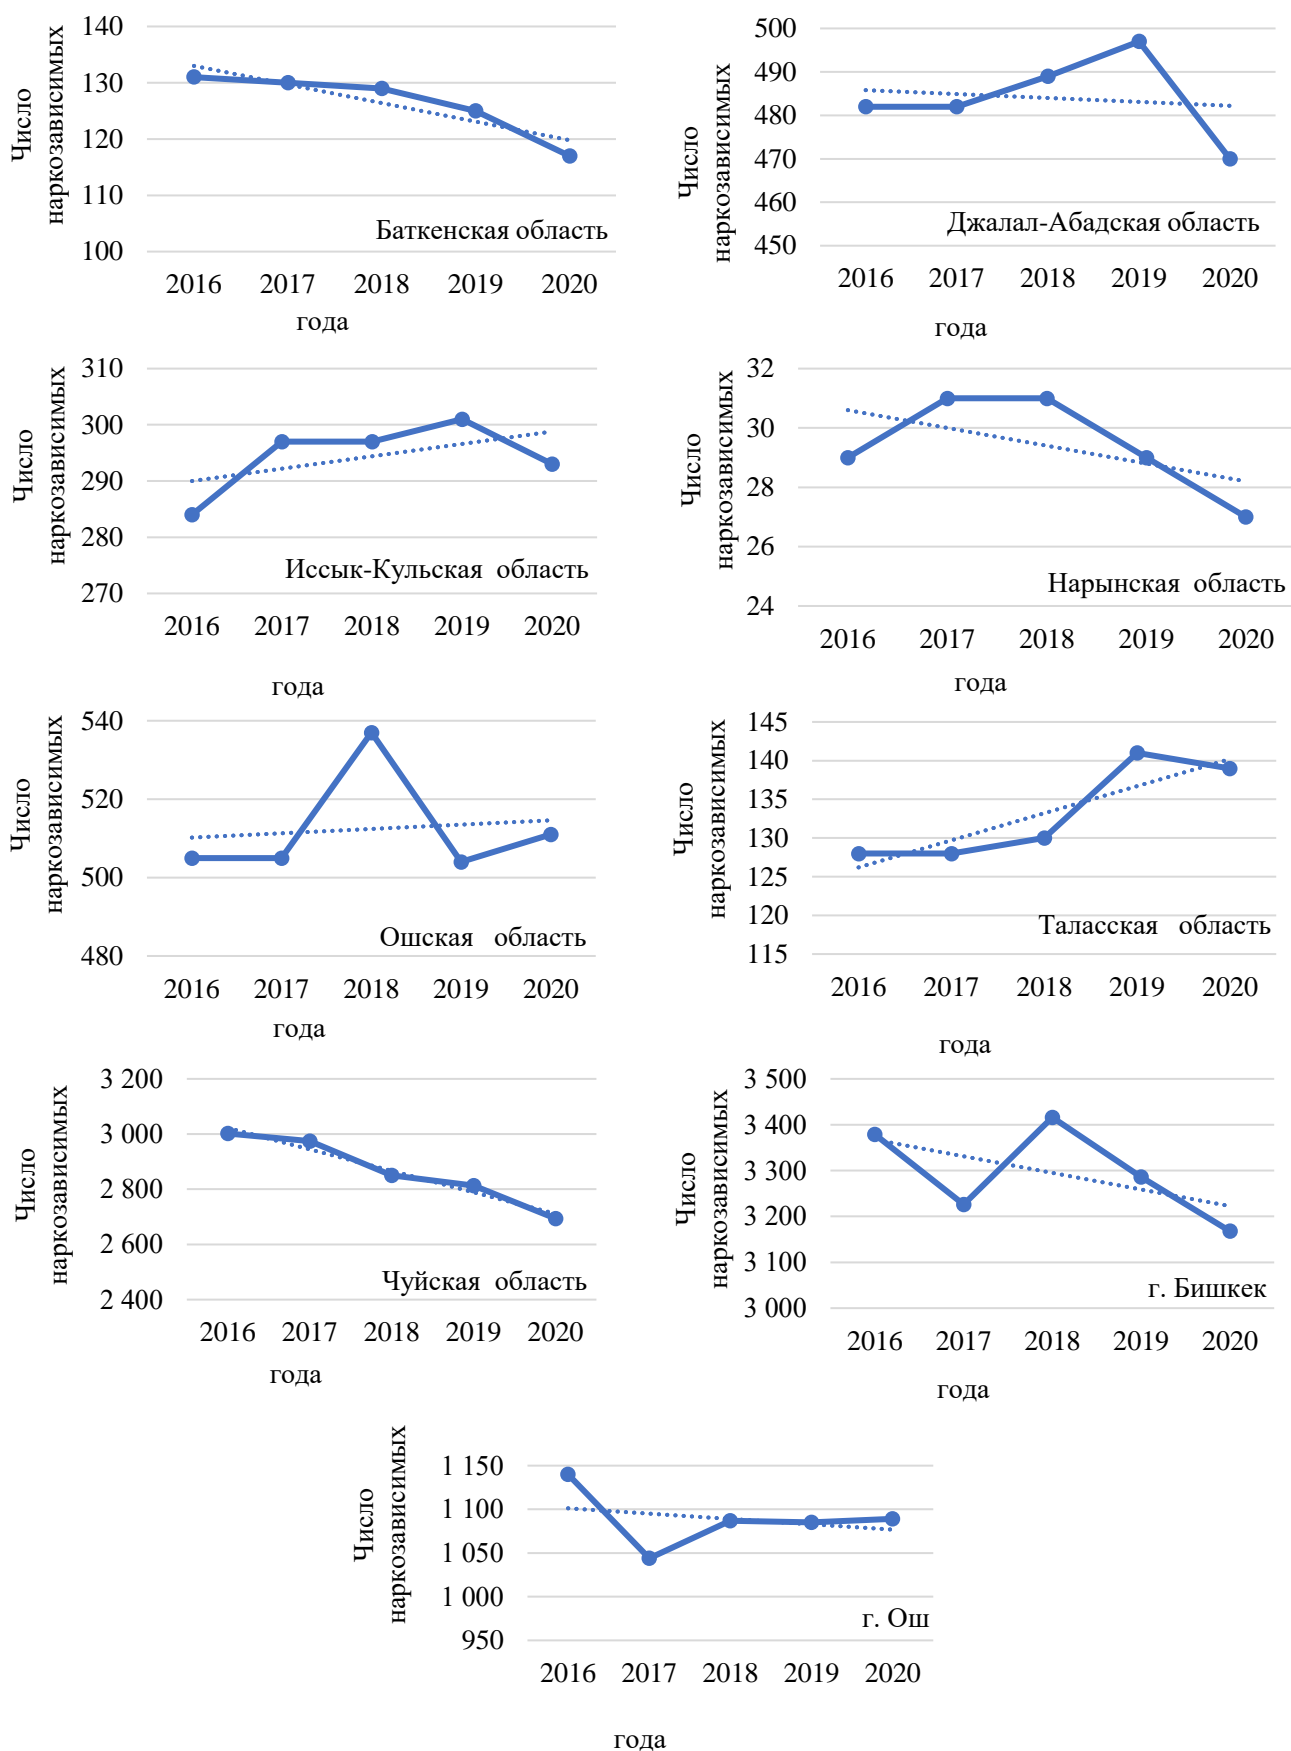 Число
наркозависимых
140
130
120
110
100
Баткенская область
2016 2017 2018 2019 2020
года
Число
наркозависимых
500
490
480
470
460
450
Джалал-Абадская область
2016 2017 2018 2019 2020
года
Число
наркозависимых
310
300
290
280
270
Иссык-Кульская область
2016 2017 2018 2019 2020
года
Число
наркозависимых
32
30
28
26
24
Нарынская область
2016 2017 2018 2019 2020
года
Число
наркозависимых
540
520
500
480
Ошская область
2016 2017 2018 2019 2020
года
Число
наркозависимых
145
140
135
130
125
120
115
Таласская область
2016 2017 2018 2019 2020
года
Число
наркозависимых
3 200
3 000
2 800
2 600
2 400
Чуйская область
2016 2017 2018 2019 2020
года
Число
наркозависимых
3 500
3 400
3 300
3 200
3 100
3 000
г. Бишкек
2016 2017 2018 2019 2020
года
Число
наркозависимых
1 150
1 100
1 050
1 000
950
г. Ош
2016 2017 2018 2019 2020
года